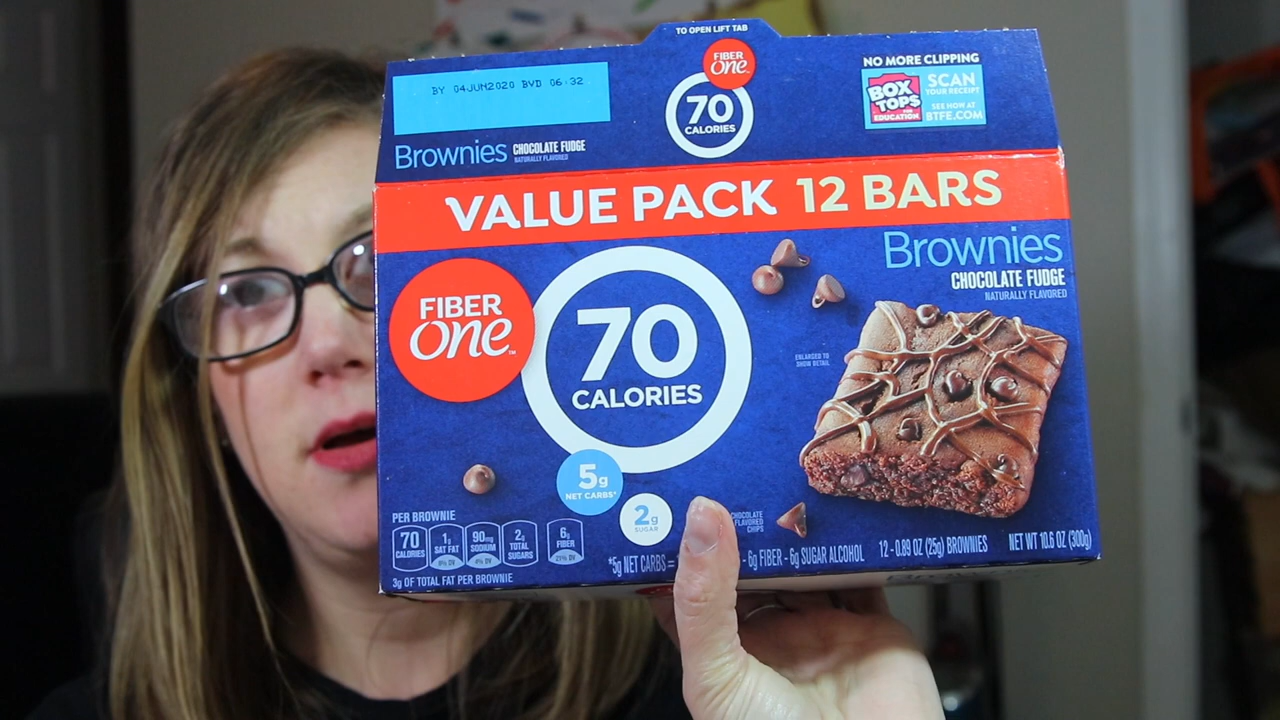 TO OPEN LIFT TAB
BY 04JUN2020 BVD 06 32
FIBER
One
70
CALORIES
NO MORE CLIPPING
BOX
TOPS
FOR
EDUCATION
SCAN
YOUR RECEIPT
SEE HOW AT
BTFE.COM
Brownies CHOCOLATE FUDGE
NATURALLY FLAVORED
VALUE PACK 12 BARS
Brownies
CHOCOLATE FUDGE
NATURALLY FLAVORED
FIBER
One™
70
CALORIES
ENLARGED TO
SHOW DETAIL
5g
NET CARBS*
2g
SUGAR
CHOCOLATE
FLAVORED
CHIPS
PER BROWNIE
70
CALORIES
1g
SAT FAT
90mg
SODIUM
4% DV
2g
TOTAL
SUGARS
6g
FIBER
3g OF TOTAL FAT PER BROWNIE
*5g NET CARBS = - 6g FIBER - 6g SUGAR ALCOHOL
12 - 0.89 OZ (25g) BROWNIES NET WT 10.6 OZ (300g)